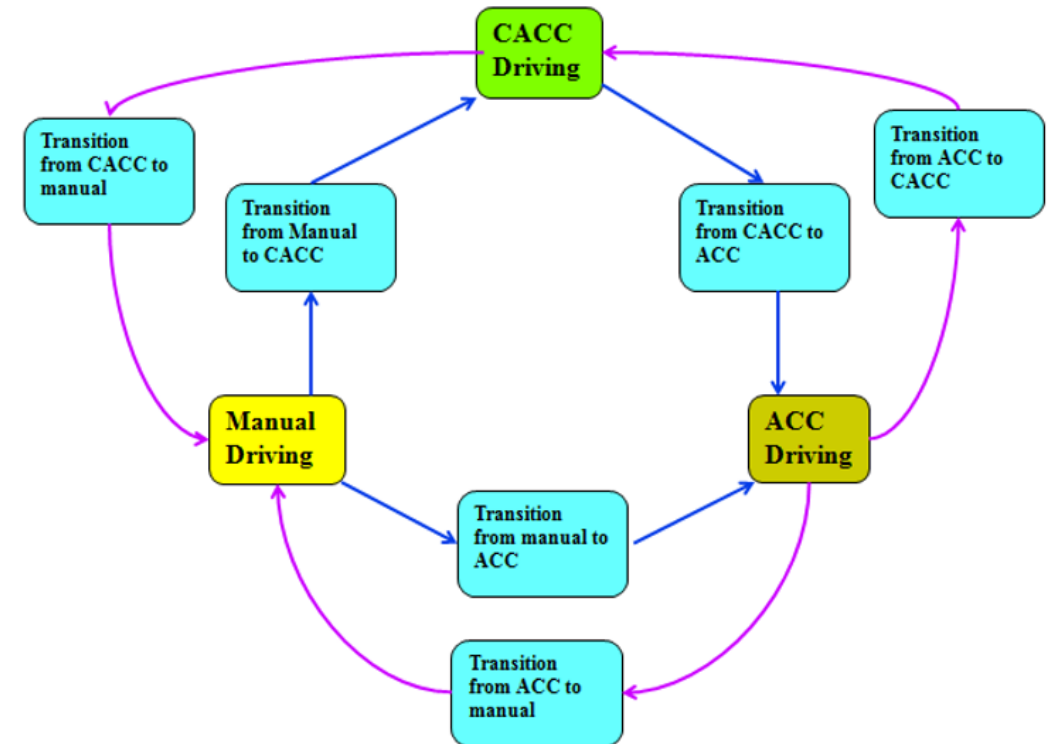 CACC
Driving
Transition
from CACC to
manual
Transition
from ACC to
CACC
Transition
from Manual
to CACC
Transition
from CACC to
ACC
Manual
Driving
ACC
Driving
Transition
from manual to
ACC
Transition
from ACC to
manual